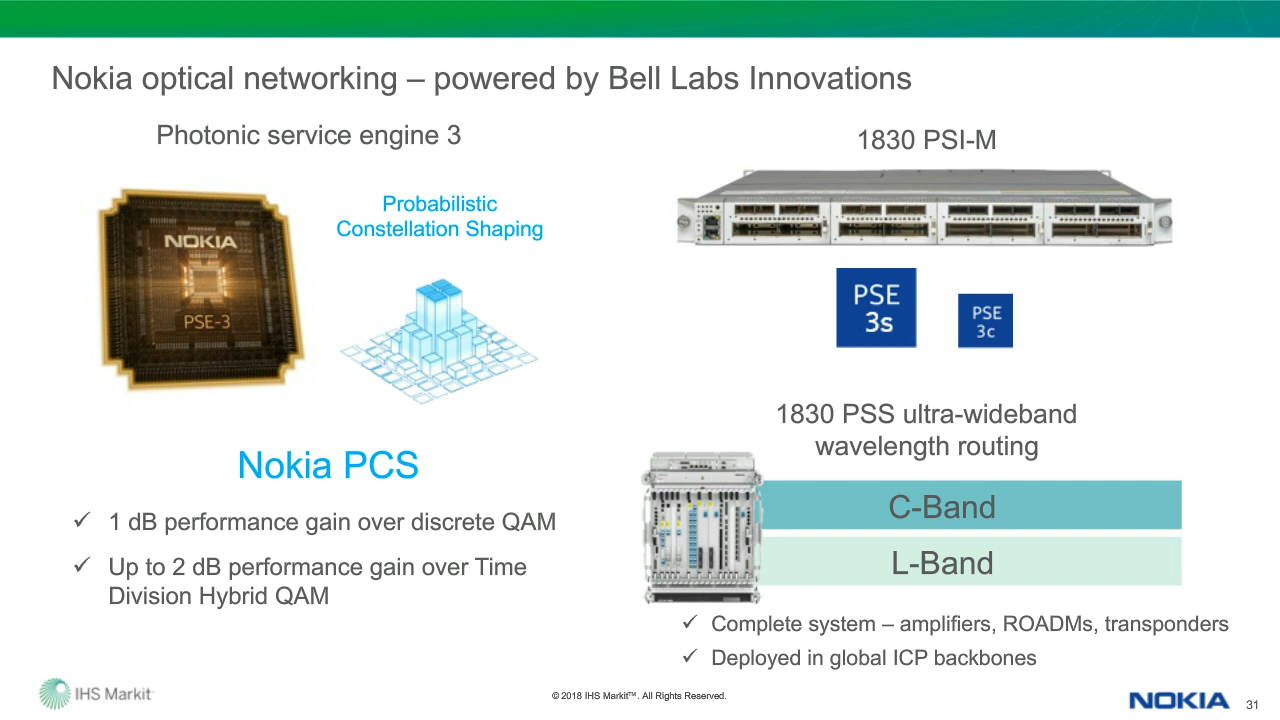 Nokia optical networking – powered by Bell Labs Innovations
Photonic service engine 3
NOKIA
PSE-3
Probabilistic
Constellation Shaping
Nokia PCS
✓ 1 dB performance gain over discrete QAM
✓ Up to 2 dB performance gain over Time
Division Hybrid QAM
1830 PSI-M
PSE
3s
PSE
3c
1830 PSS ultra-wideband
wavelength routing
C-Band
L-Band
✓ Complete system – amplifiers, ROADMs, transponders
✓ Deployed in global ICP backbones
IHS Markit™
© 2018 IHS Markit™. All Rights Reserved.
NOKIA
31